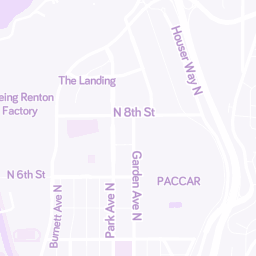 Houser Way N
The Landing
eing Renton
Factory
N 8th St
N 6th St
Burnett Ave N
Park Ave N
Garden Ave N
PACCAR